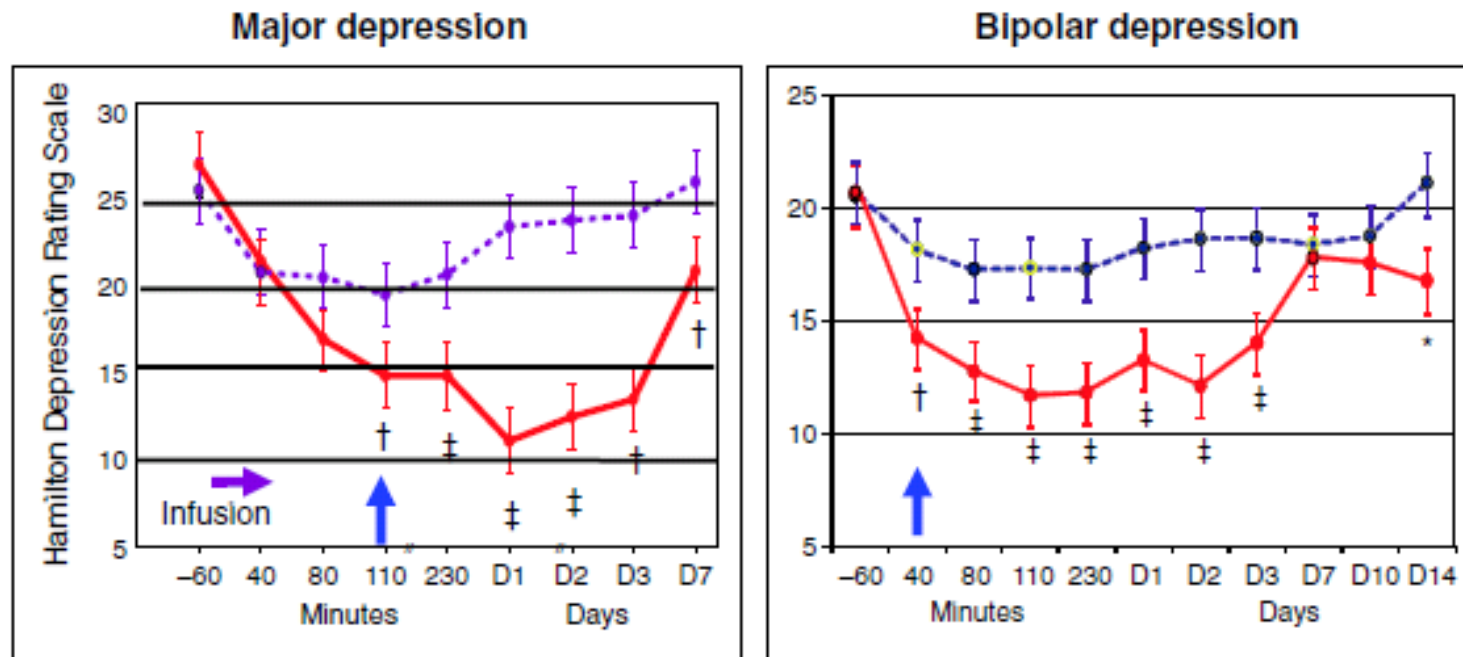 Major depression
Hamilton Depression Rating Scale
30
25
20
15
10
5
† ‡ ‡ ‡ † †
Infusion
–60 40 80 110 230 D1 D2 D3 D7
Minutes Days
Bipolar depression
25
20
15
10
5
† ‡ ‡ ‡ ‡ ‡ ‡ *
–60 40 80 110 230 D1 D2 D3 D7 D10 D14
Minutes Days